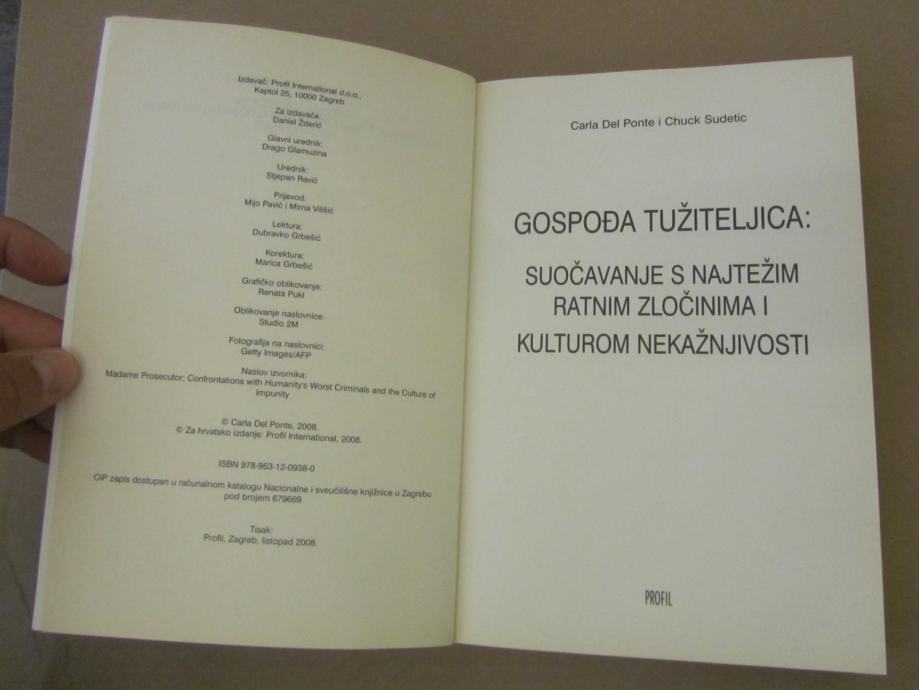 Izdavač: Profil International d.o.o.,
Kaptol 25, 10000 Zagreb
Za izdavača:
Daniel Žderić
Glavni urednik:
Drago Glamuzina
Urednik:
Stjepan Ravić
Prijevod:
Mijo Pavić i Mirna Vilišić
Lektura:
Dubravko Grbešić
Korektura:
Marica Grbešić
Grafičko oblikovanje:
Renata Pukl
Oblikovanje naslovnice:
Studio 2M
Fotografija na naslovnici:
Getty Images/AFP
Naslov izvornika:
Madame Prosecutor; Confrontations with Humanity's Worst Criminals and the Culture of
Impunity
© Carla Del Ponte, 2008.
© Za hrvatsko izdanje: Profil International, 2008.
ISBN 978-953-12-0938-0
CIP zapis dostupan u računalnom katalogu Nacionalne i sveučilišne knjižnice u Zagrebu
pod brojem 679669.
Tisak:
Profil, Zagreb, listopad 2008.
Carla Del Ponte i Chuck Sudetic
GOSPOĐA TUŽITELJICA:
SUOČAVANJE S NAJTEŽIM
RATNIM ZLOČINIMA I
KULTUROM NEKAŽNJIVOSTI
PROFIL